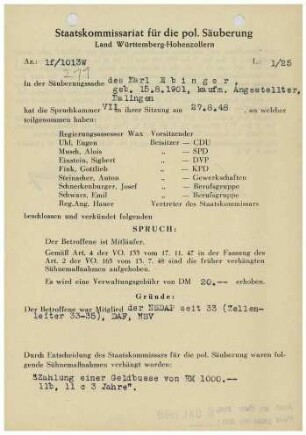 Staatskommissariat für die pol. Säuberung
Land Württemberg-Hohenzollern
Az.: 1f/1013W
L: 1/25
In der Säuberungssache des Karl Ebinger,
geb. 15.8.1901, kaufm. Angestellter,
Balingen
hat die Spruchkammer VII in ihrer Sitzung am 27.8.48 an welcher
teilgenommen haben:
Regierungsassessor Wax Vorsitzender
Uhl, Eugen Beisitzer — CDU
Musch, Alois — SPD
Einstein, Sigbert — DVP
Fink, Gottlieb — KPD
Steinacher, Anton — Gewerkschaften
Schneckenburger, Josef — Berufsgruppe
Schwarz, Emil — Berufsgruppe
Reg.Ang. Hauer Vertreter des Staatskommissars
beschlossen und verkündet folgenden
SPRUCH:
Der Betroffene ist Mitläufer.
Gemäß Art. 4 der VO. 133 vom 17. 11. 47 in der Fassung des
Art. 2 der VO. 165 vom 13. 7. 48 sind die früher verhängten
Sühnemaßnahmen aufgehoben.
Es wird eine Verwaltungsgebühr von DM 20.— erhoben.
Gründe:
Der Betroffene war Mitglied der NSDAP seit 33 (Zellen-
leiter 33-35), DAF, NSV
Durch Entscheidung des Staatskommissars für die pol. Säuberung waren fol-
gende Sühnemaßnahmen verhängt worden:
"Zahlung einer Geldbusse von RM 1000.--
11b, 11 c 3 Jahre".